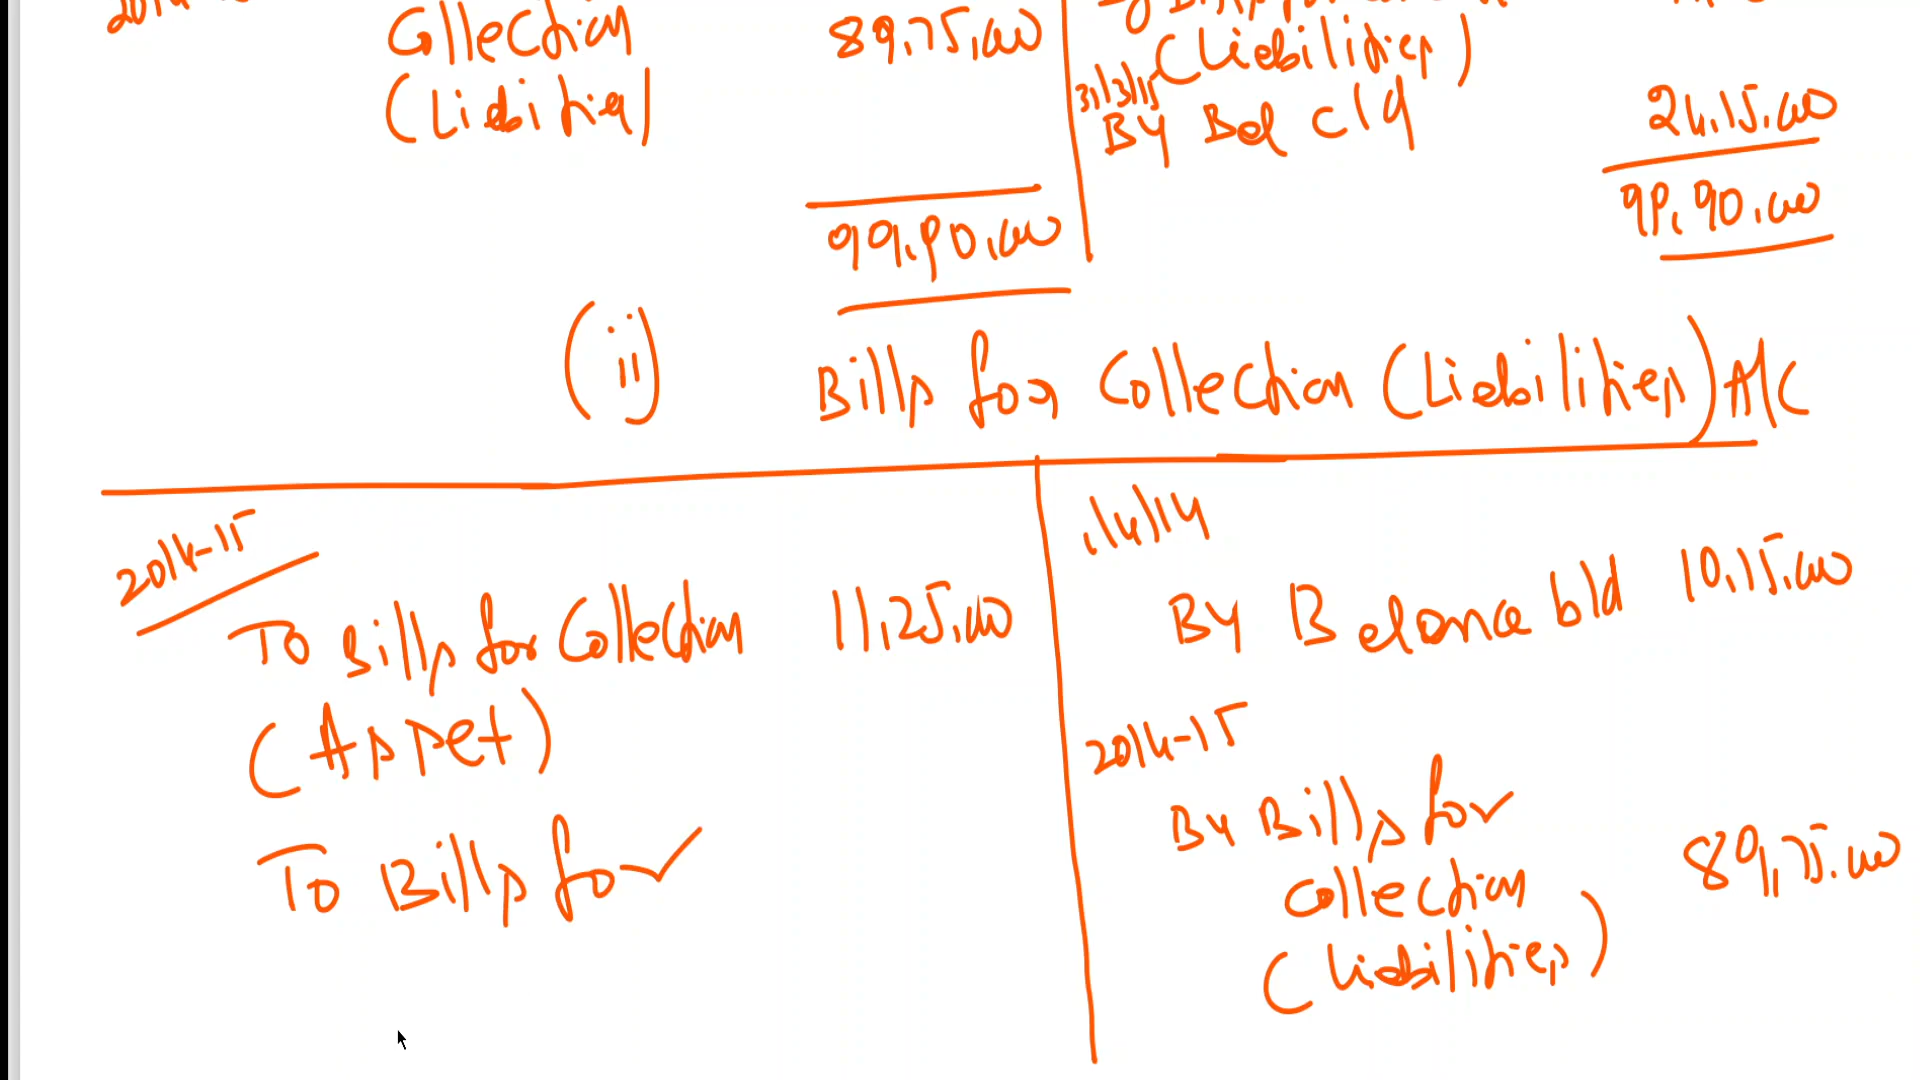 Collection 89,75,000
(Liabilities)
(Liabilities)
31/3/15
By Bal c/d 24,15,000
99,90,000 99,90,000
(ii) Bills for Collection (Liabilities) A/C
2014-15
To Bills for Collection 11,25,000
(Asset)
To Bills for
1/4/14
By Balance b/d 10,15,000
2014-15
By Bills for
collection 89,75,000
(Liabilities)